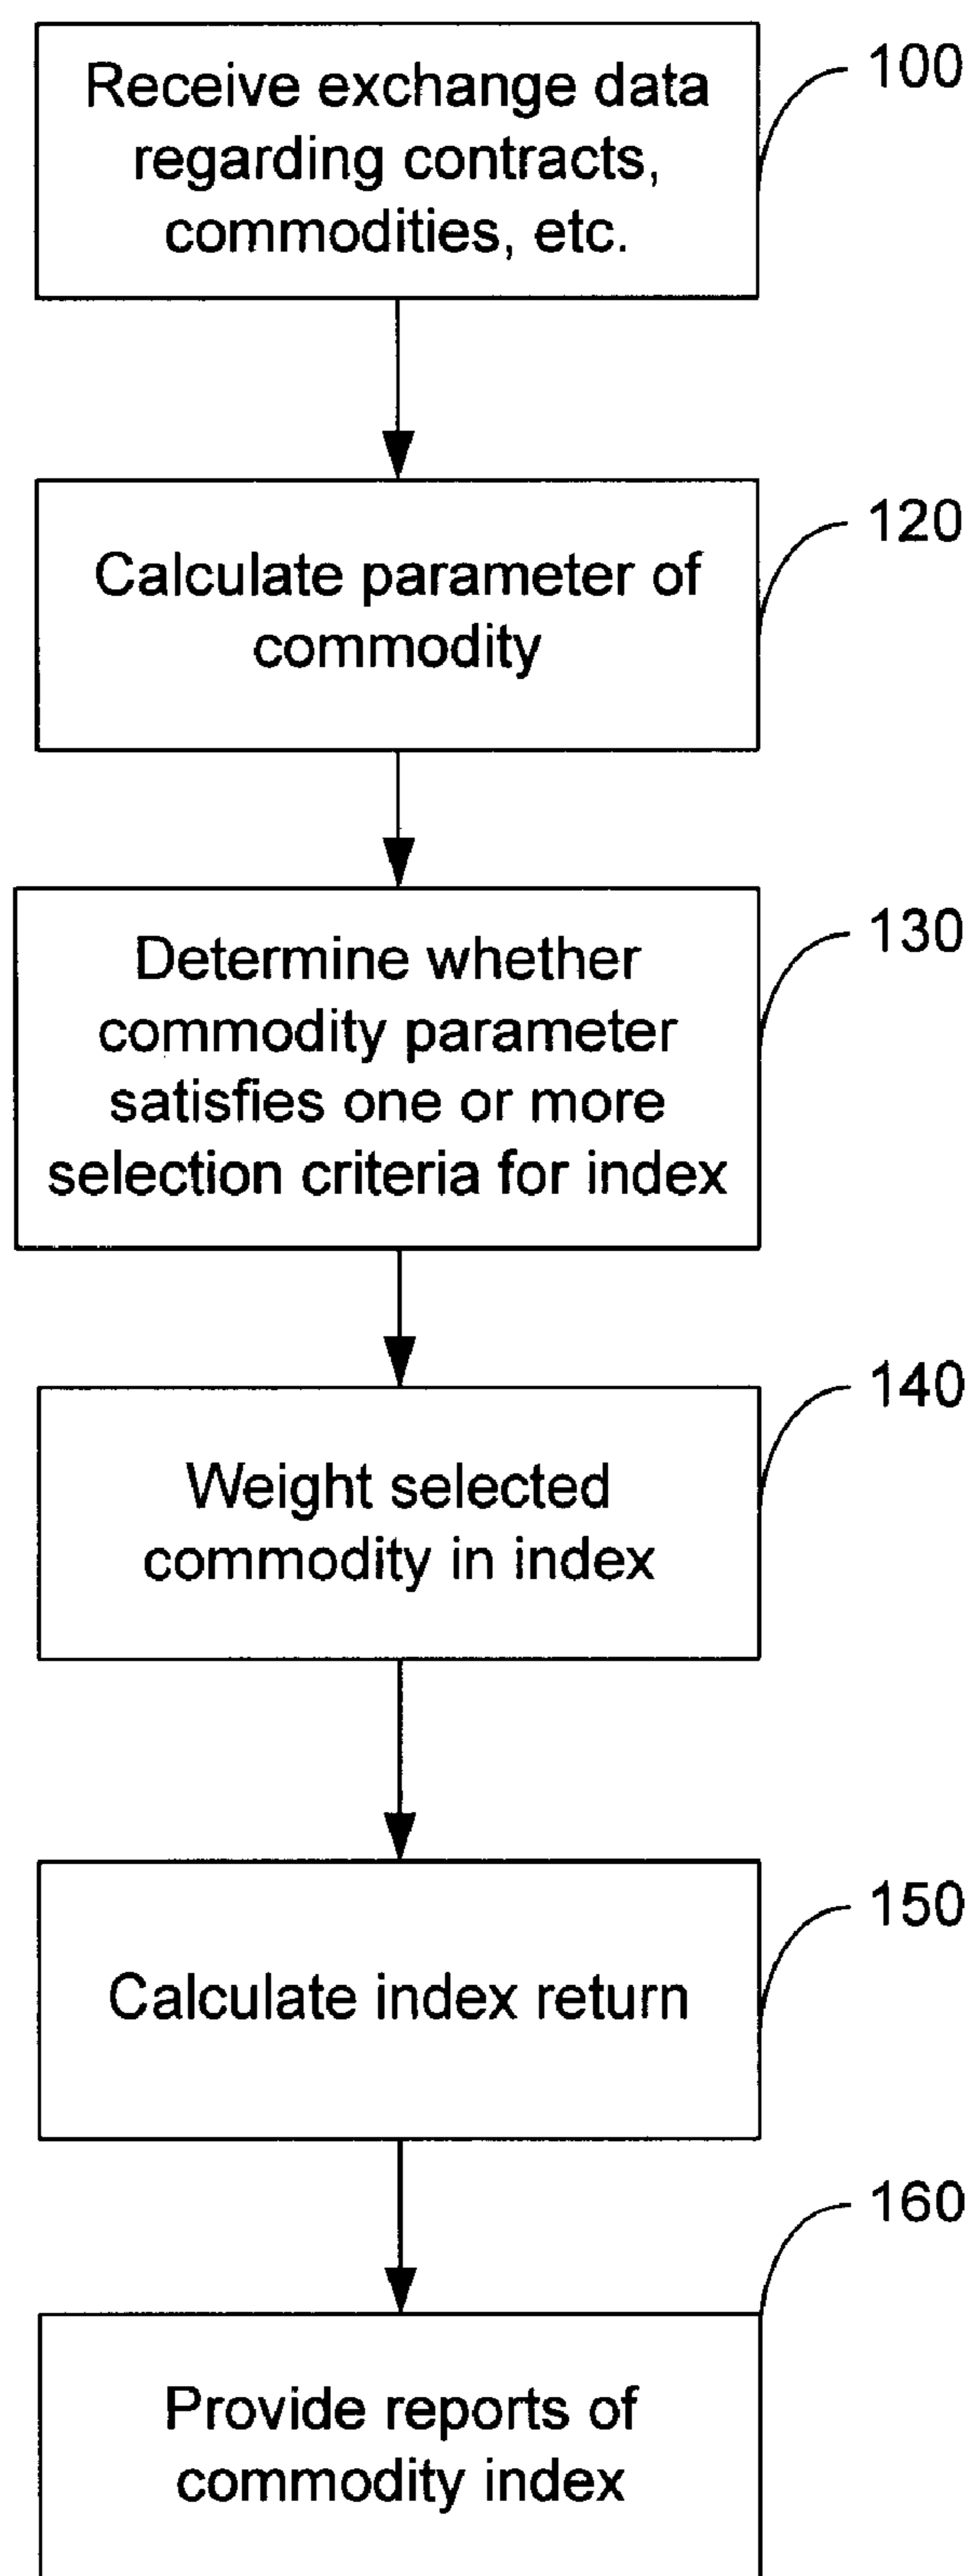 Receive exchange data
regarding contracts,
commodities, etc.
100
Calculate parameter of
commodity
120
Determine whether
commodity parameter
satisfies one or more
selection criteria for index
130
Weight selected
commodity in index
140
Calculate index return
150
Provide reports of
commodity index
160